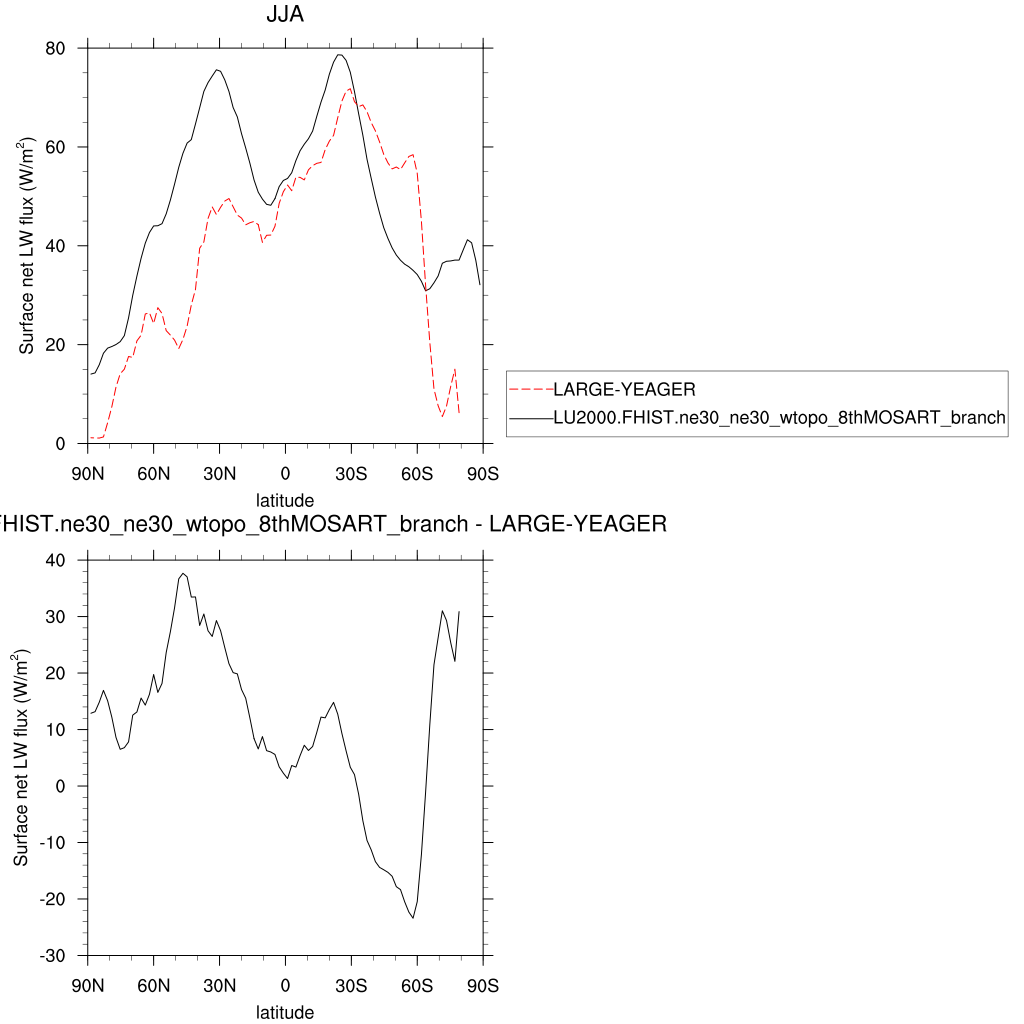 JJA
80
60
40
20
0
Surface net LW flux (W/m²)
90N 60N 30N 0 30S 60S 90S
latitude
LARGE-YEAGER
LU2000.FHIST.ne30_ne30_wtopo_8thMOSART_branch
FHIST.ne30_ne30_wtopo_8thMOSART_branch - LARGE-YEAGER
40
30
20
10
0
-10
-20
-30
Surface net LW flux (W/m²)
90N 60N 30N 0 30S 60S 90S
latitude